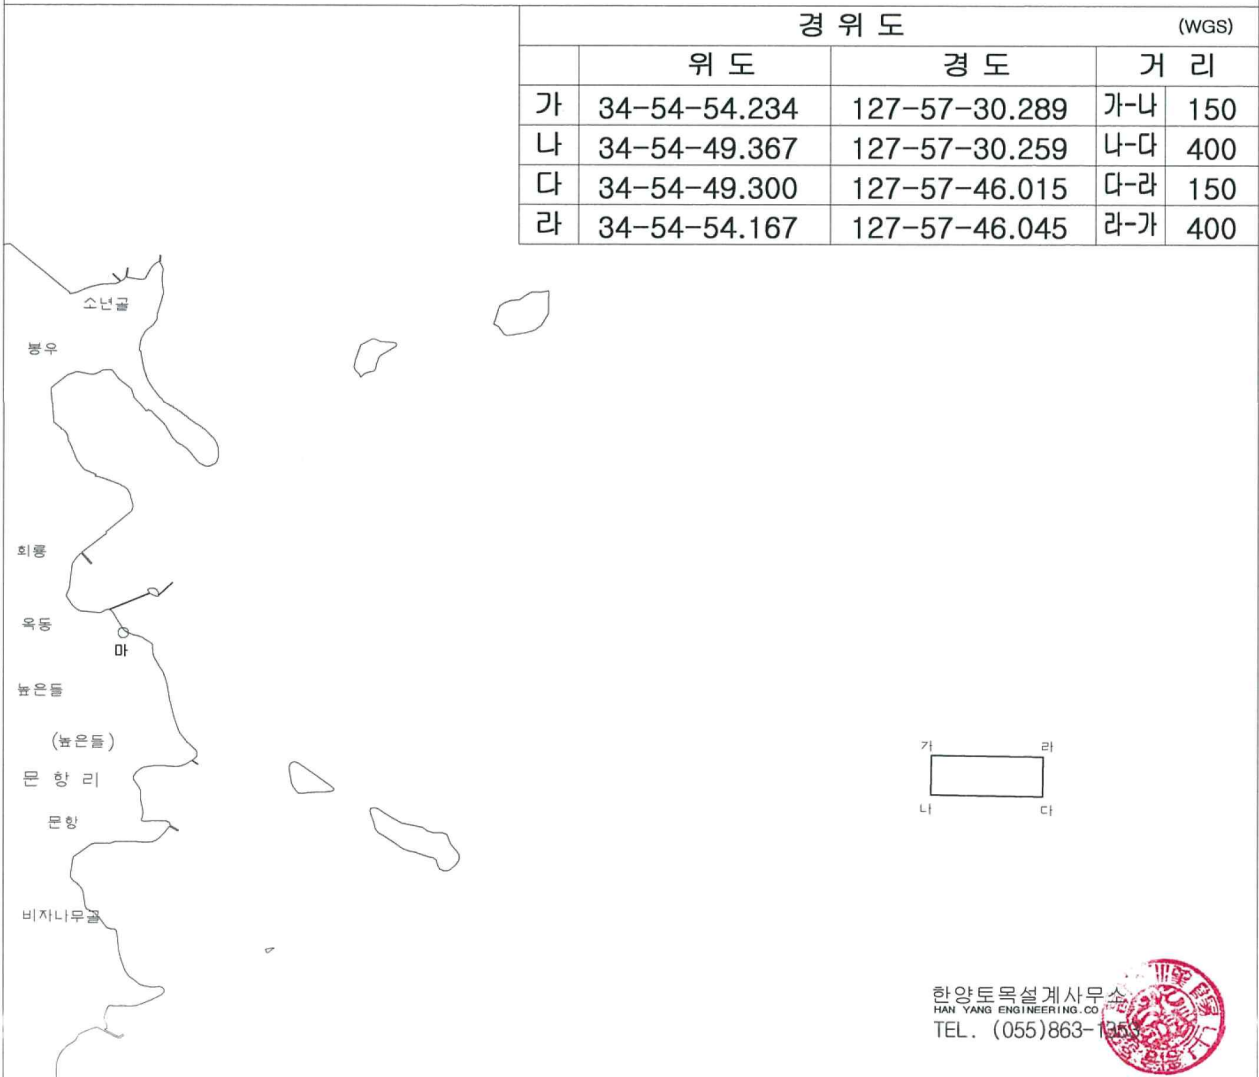 경 위 도 (WGS)
위 도 경 도 거 리
가 34-54-54.234 127-57-30.289 가-나 150
나 34-54-49.367 127-57-30.259 나-다 400
다 34-54-49.300 127-57-46.015 다-라 150
라 34-54-54.167 127-57-46.045 라-가 400
소년골
봉우
회룡
옥동
마
높은들
(높은들)
문 항 리
문항
비자나무골
가 라
나 다
한양토목설계사무소
HAN YANG ENGINEERING.CO
TEL. (055)863-1353